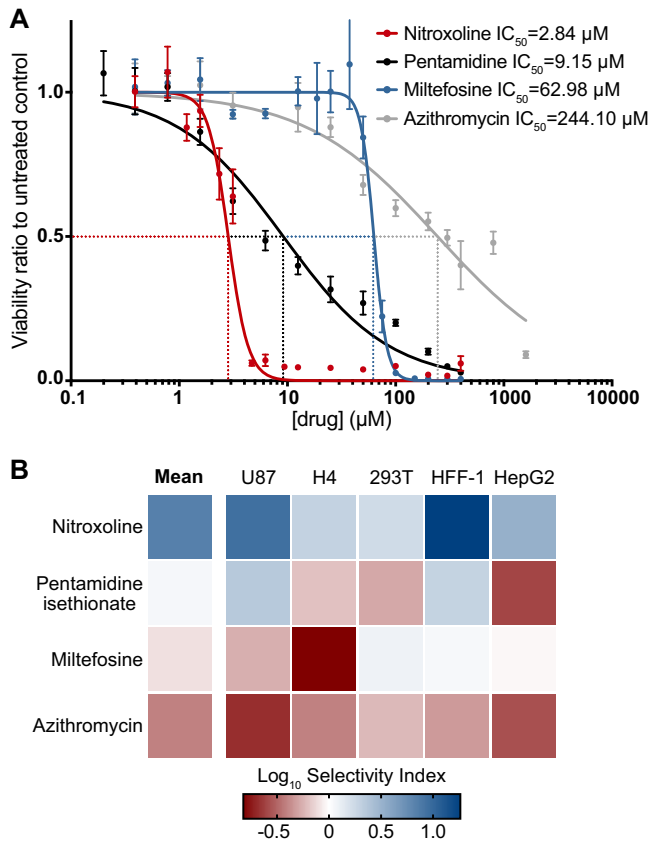 A
Nitroxoline IC50=2.84 µM
Pentamidine IC50=9.15 µM
Miltefosine IC50=62.98 µM
Azithromycin IC50=244.10 µM
Viability ratio to untreated control
1.0
0.5
0.0
0.1 1 10 100 1000 10000
[drug] (µM)
B
Mean U87 H4 293T HFF-1 HepG2
Nitroxoline
Pentamidine
isethionate
Miltefosine
Azithromycin
Log10 Selectivity Index
-0.5 0 0.5 1.0